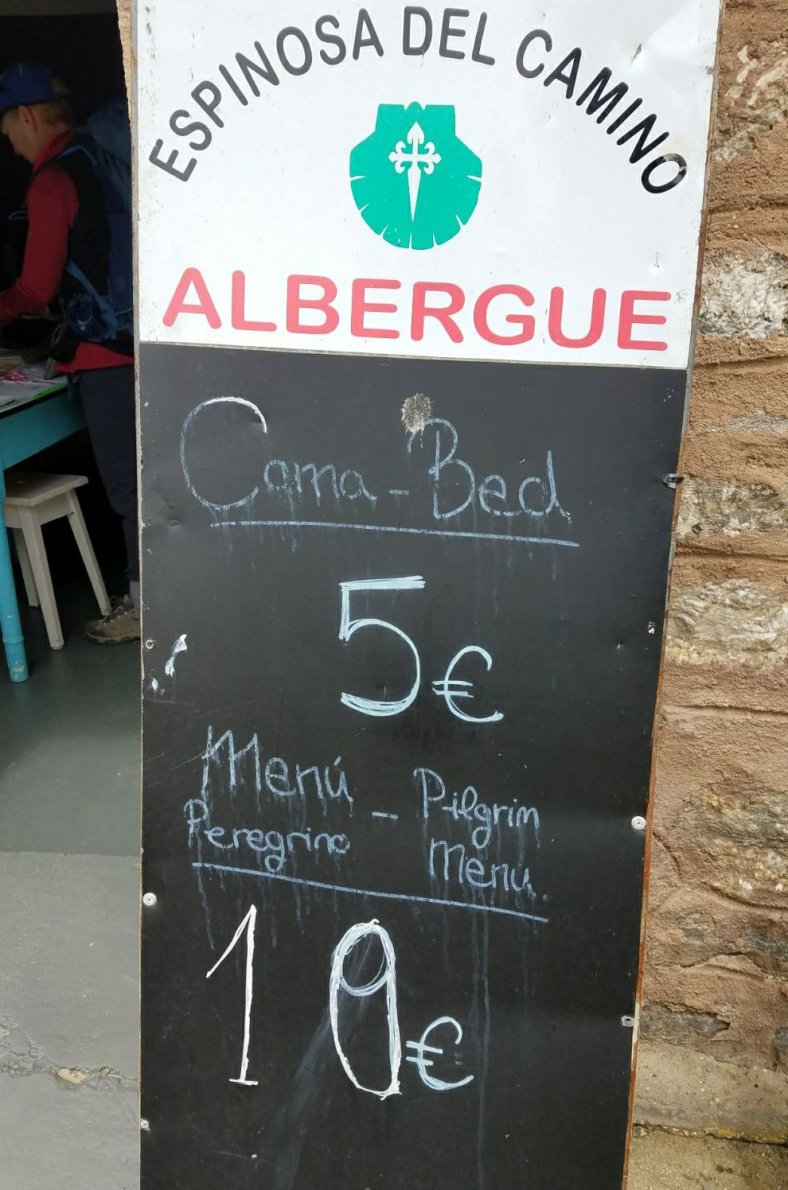 ESPINOSA DEL CAMINO
ALBERGUE
Cama - Bed
5€
Menú - Pilgrim
Peregrino Menu.
10€